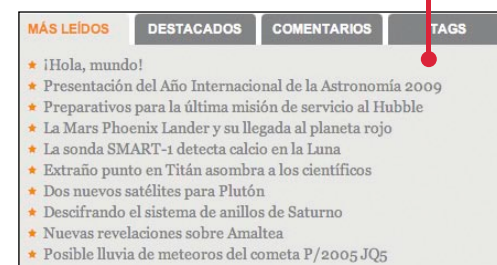 MÁS LEÍDOS DESTACADOS COMENTARIOS TAGS
¡Hola, mundo!
Presentación del Año Internacional de la Astronomía 2009
Preparativos para la última misión de servicio al Hubble
La Mars Phoenix Lander y su llegada al planeta rojo
La sonda SMART-1 detecta calcio en la Luna
Extraño punto en Titán asombra a los científicos
Dos nuevos satélites para Plutón
Descifrando el sistema de anillos de Saturno
Nuevas revelaciones sobre Amaltea
Posible lluvia de meteoros del cometa P/2005 JQ5